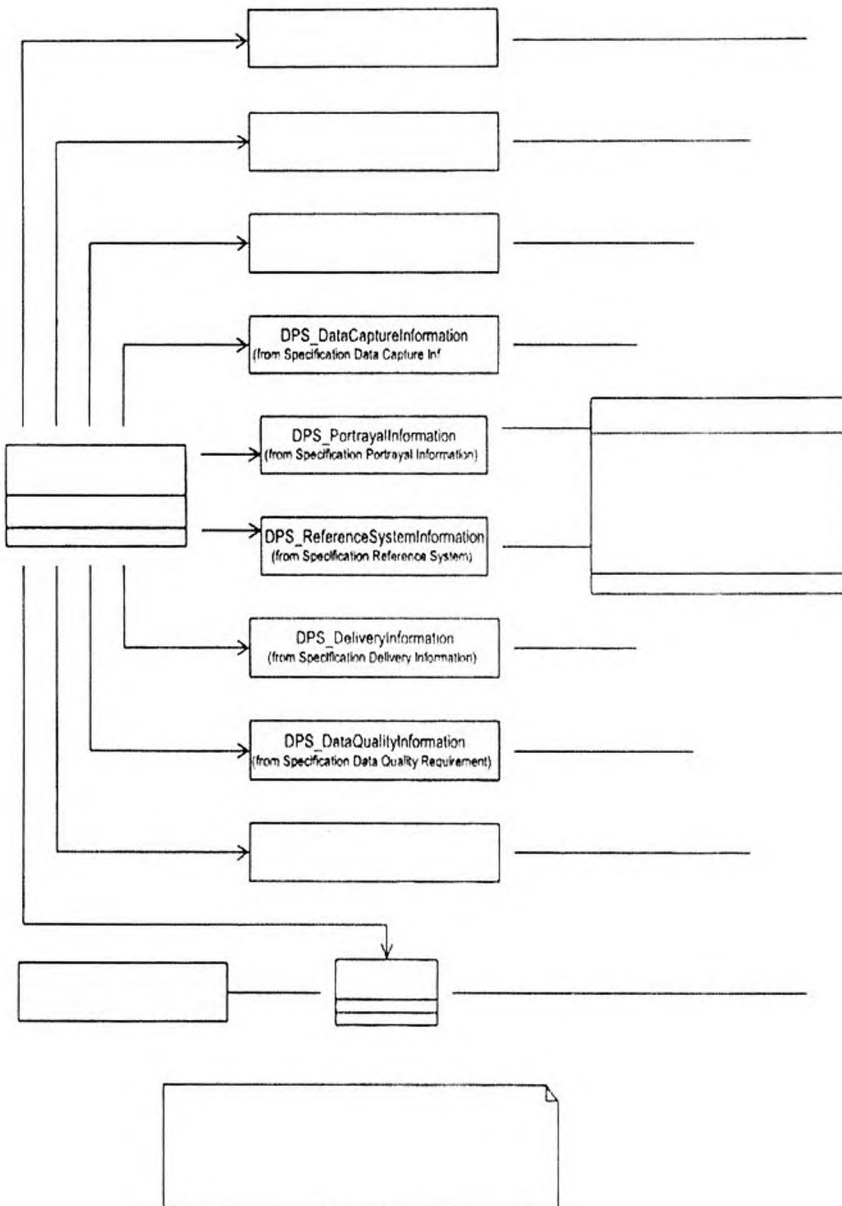 DPS_DataCaptureInformation
(from Specification Data Capture Inf
DPS_PortrayalInformation
(from Specification Portrayal Information)
DPS_ReferenceSystemInformation
(from Specification Reference System)
DPS_DeliveryInformation
(from Specification Delivery Information)
DPS_DataQualityInformation
(from Specification Data Quality Requirement)